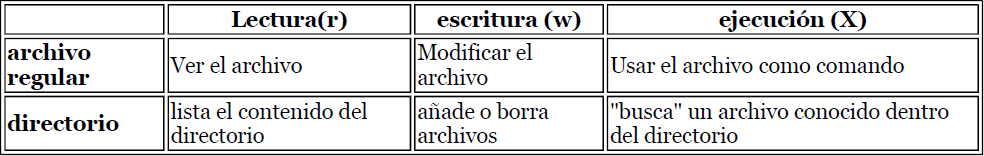 Lectura(r) escritura (w) ejecución (X)
archivo regular Ver el archivo Modificar el archivo Usar el archivo como comando
directorio lista el contenido del directorio añade o borra archivos "busca" un archivo conocido dentro del directorio